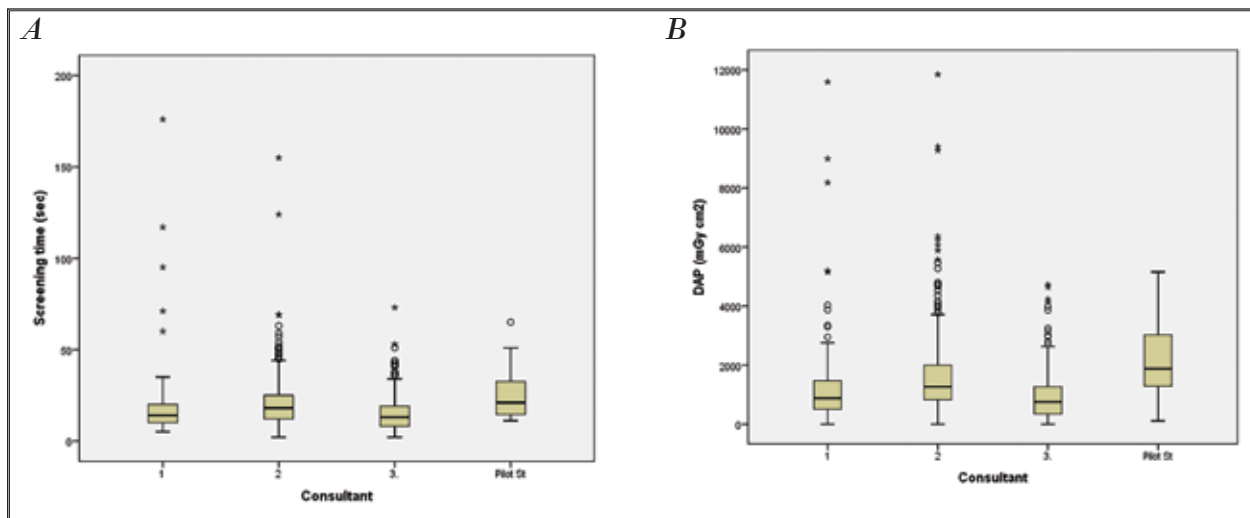 A
B
200
150
100
50
0
Screening time (sec)
1
2
3.
Pilot St
Consultant
12000
10000
8000
6000
4000
2000
0
DAP (mGy cm2)
1
2
3.
Pilot St
Consultant